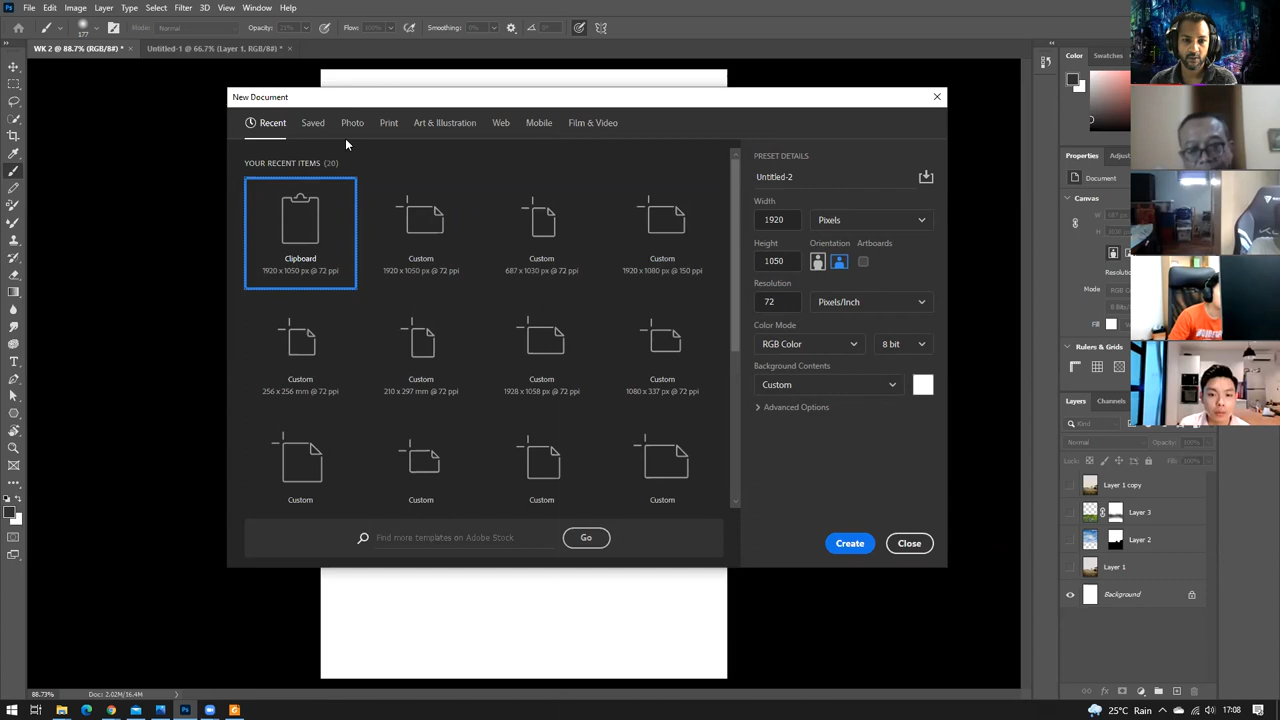 File Edit Image Layer Type Select Filter 3D View Window Help
177 Mode: Normal Opacity: 21% Flow: 100% Smoothing: 0% 0°
WK 2 @ 88.7% (RGB/8#) * × Untitled-1 @ 66.7% (Layer 1, RGB/8#) * ×
Color Swatches
New Document
Recent Saved Photo Print Art & Illustration Web Mobile Film & Video
YOUR RECENT ITEMS (20)
Clipboard Custom Custom Custom
1920 x 1050 px @ 72 ppi 1920 x 1050 px @ 72 ppi 687 x 1030 px @ 72 ppi 1920 x 1080 px @ 150 ppi
Custom Custom Custom Custom
256 x 256 mm @ 72 ppi 210 x 297 mm @ 72 ppi 1928 x 1058 px @ 72 ppi 1080 x 337 px @ 72 ppi
Custom Custom Custom Custom
Find more templates on Adobe Stock Go
PRESET DETAILS
Untitled-2
Width
1920 Pixels
Height Orientation Artboards
1050
Resolution
72 Pixels/Inch
Color Mode
RGB Color 8 bit
Background Contents
Custom
Advanced Options
Create Close
Properties Adjust
Document
Canvas
W
H
Resolution:
Mode RGB C
Fill
Rulers & Grids
Layers Channels
Kind
Normal Opacity: 100%
Lock: Fill: 100%
Layer 1 copy
Layer 3
Layer 2
Layer 1
Background
88.73% Doc: 2.02M/16.4M
25°C Rain 17:08